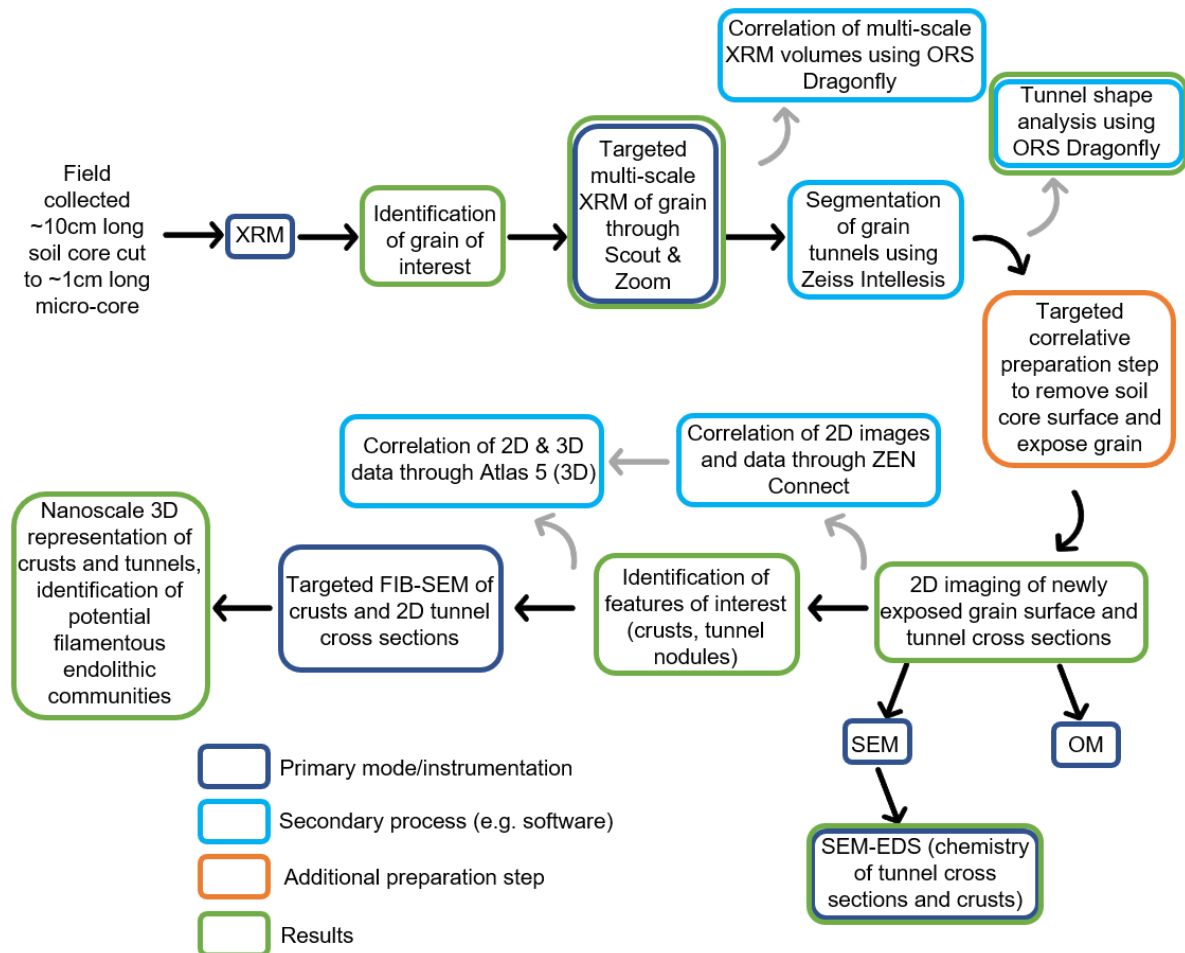 Field
collected
~10cm long
soil core cut
to ~1cm long
micro-core
XRM
Identification
of grain of
interest
Targeted
multi-scale
XRM of grain
through
Scout &
Zoom
Correlation of multi-scale
XRM volumes using ORS
Dragonfly
Segmentation
of grain
tunnels using
Zeiss Intellesis
Tunnel shape
analysis using
ORS Dragonfly
Targeted
correlative
preparation step
to remove soil
core surface and
expose grain
2D imaging of newly
exposed grain surface and
tunnel cross sections
SEM
OM
SEM-EDS (chemistry
of tunnel cross
sections and crusts)
Correlation of 2D images
and data through ZEN
Connect
Correlation of 2D & 3D
data through Atlas 5 (3D)
Identification of
features of interest
(crusts, tunnel
nodules)
Targeted FIB-SEM of
crusts and 2D tunnel
cross sections
Nanoscale 3D
representation of
crusts and tunnels,
identification of
potential
filamentous
endolithic
communities
Primary mode/instrumentation
Secondary process (e.g. software)
Additional preparation step
Results